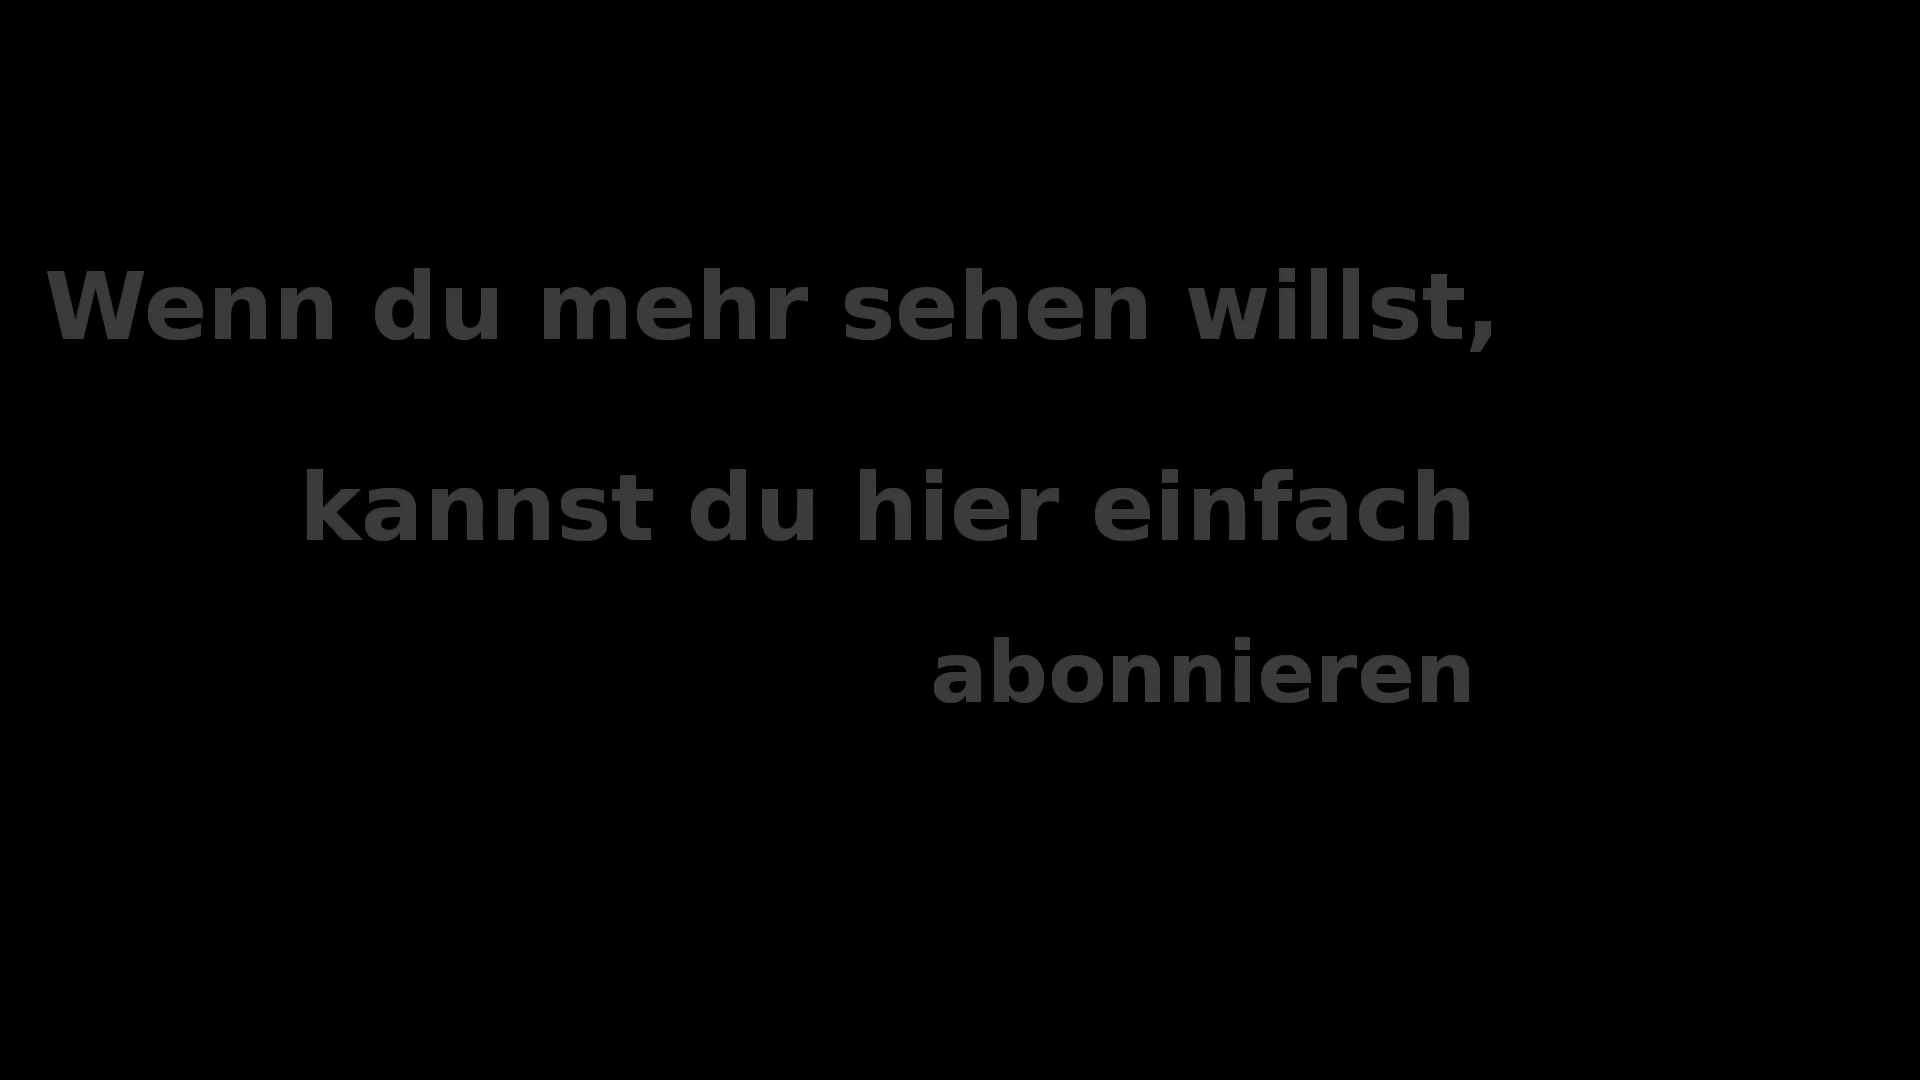 Wenn du mehr sehen willst,
kannst du hier einfach
abonnieren